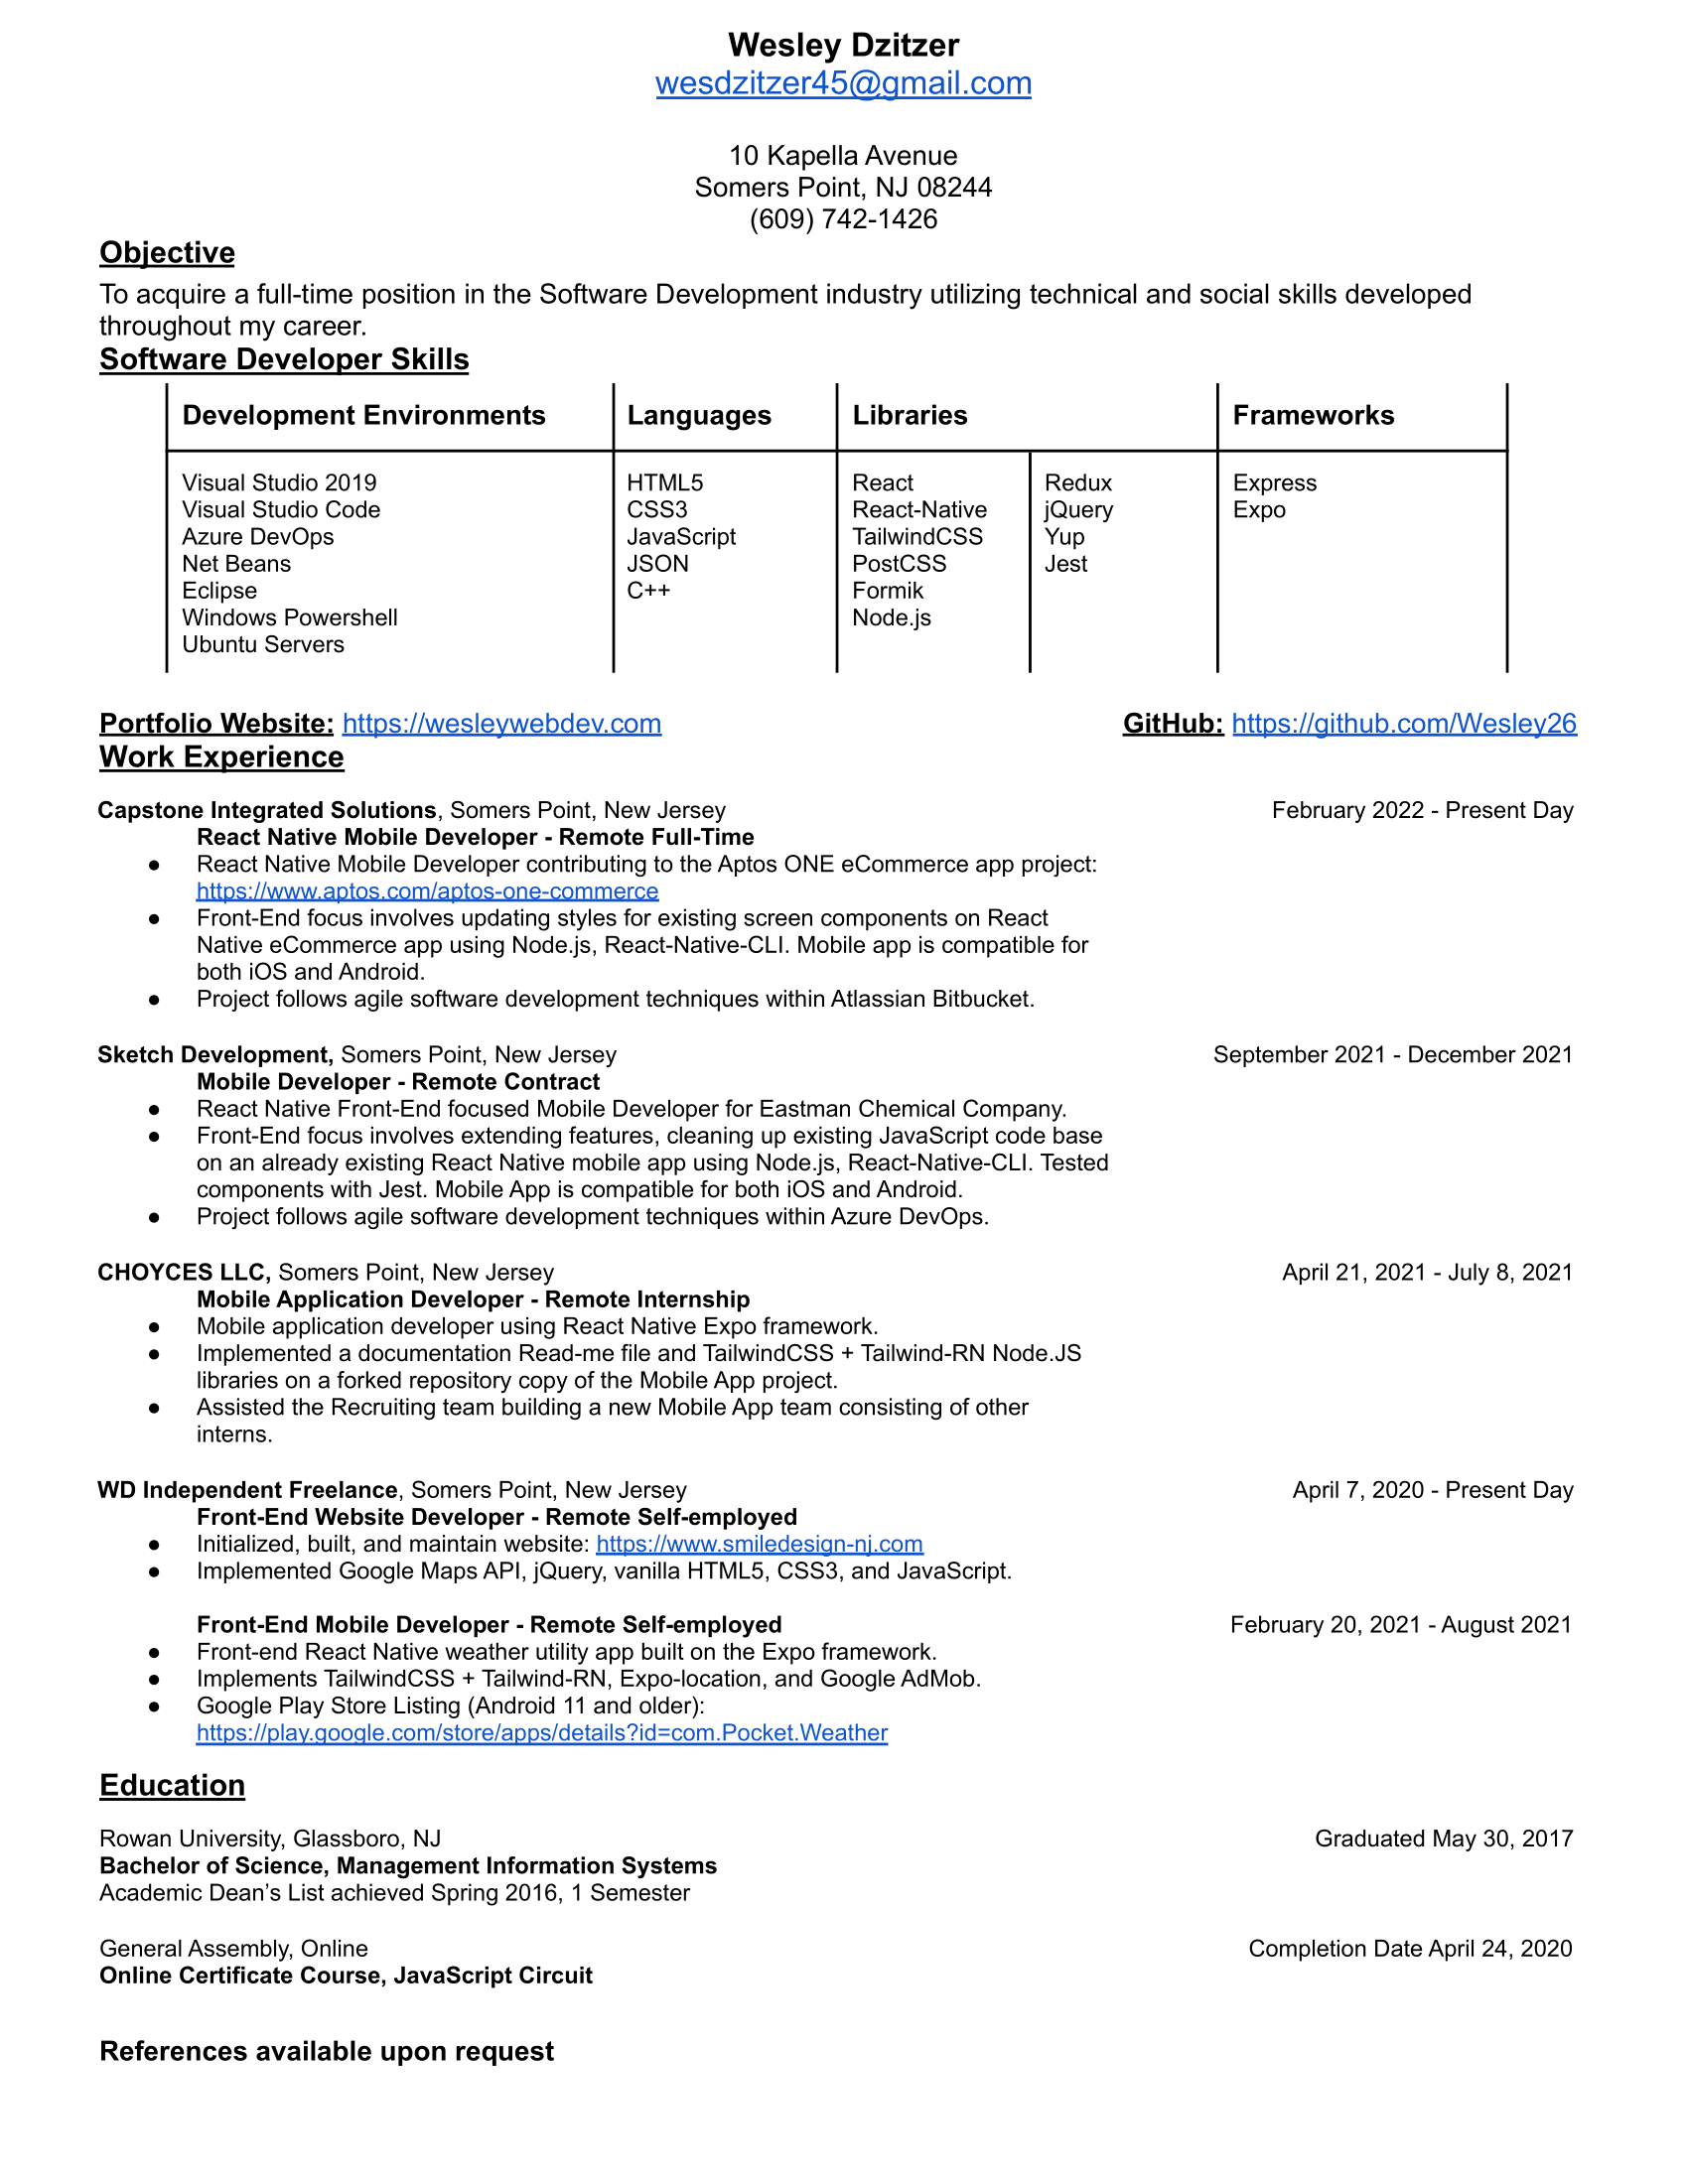 Wesley Dzitzer
wesdzitzer45@gmail.com
10 Kapella Avenue
Somers Point, NJ 08244
(609) 742-1426
Objective
To acquire a full-time position in the Software Development industry utilizing technical and social skills developed
throughout my career.
Software Developer Skills
Development Environments Languages Libraries Frameworks
Visual Studio 2019 HTML5 React Redux Express
Visual Studio Code CSS3 React-Native jQuery Expo
Azure DevOps JavaScript TailwindCSS Yup
Net Beans JSON PostCSS Jest
Eclipse C++ Formik
Windows Powershell Node.js
Ubuntu Servers
Portfolio Website: https://wesleywebdev.com GitHub: https://github.com/Wesley26
Work Experience
Capstone Integrated Solutions, Somers Point, New Jersey February 2022 - Present Day
React Native Mobile Developer - Remote Full-Time
● React Native Mobile Developer contributing to the Aptos ONE eCommerce app project:
https://www.aptos.com/aptos-one-commerce
● Front-End focus involves updating styles for existing screen components on React
Native eCommerce app using Node.js, React-Native-CLI. Mobile app is compatible for
both iOS and Android.
● Project follows agile software development techniques within Atlassian Bitbucket.
Sketch Development, Somers Point, New Jersey September 2021 - December 2021
Mobile Developer - Remote Contract
● React Native Front-End focused Mobile Developer for Eastman Chemical Company.
● Front-End focus involves extending features, cleaning up existing JavaScript code base
on an already existing React Native mobile app using Node.js, React-Native-CLI. Tested
components with Jest. Mobile App is compatible for both iOS and Android.
● Project follows agile software development techniques within Azure DevOps.
CHOYCES LLC, Somers Point, New Jersey April 21, 2021 - July 8, 2021
Mobile Application Developer - Remote Internship
● Mobile application developer using React Native Expo framework.
● Implemented a documentation Read-me file and TailwindCSS + Tailwind-RN Node.JS
libraries on a forked repository copy of the Mobile App project.
● Assisted the Recruiting team building a new Mobile App team consisting of other
interns.
WD Independent Freelance, Somers Point, New Jersey April 7, 2020 - Present Day
Front-End Website Developer - Remote Self-employed
● Initialized, built, and maintain website: https://www.smiledesign-nj.com
● Implemented Google Maps API, jQuery, vanilla HTML5, CSS3, and JavaScript.
Front-End Mobile Developer - Remote Self-employed February 20, 2021 - August 2021
● Front-end React Native weather utility app built on the Expo framework.
● Implements TailwindCSS + Tailwind-RN, Expo-location, and Google AdMob.
● Google Play Store Listing (Android 11 and older):
https://play.google.com/store/apps/details?id=com.Pocket.Weather
Education
Rowan University, Glassboro, NJ Graduated May 30, 2017
Bachelor of Science, Management Information Systems
Academic Dean’s List achieved Spring 2016, 1 Semester
General Assembly, Online Completion Date April 24, 2020
Online Certificate Course, JavaScript Circuit
References available upon request